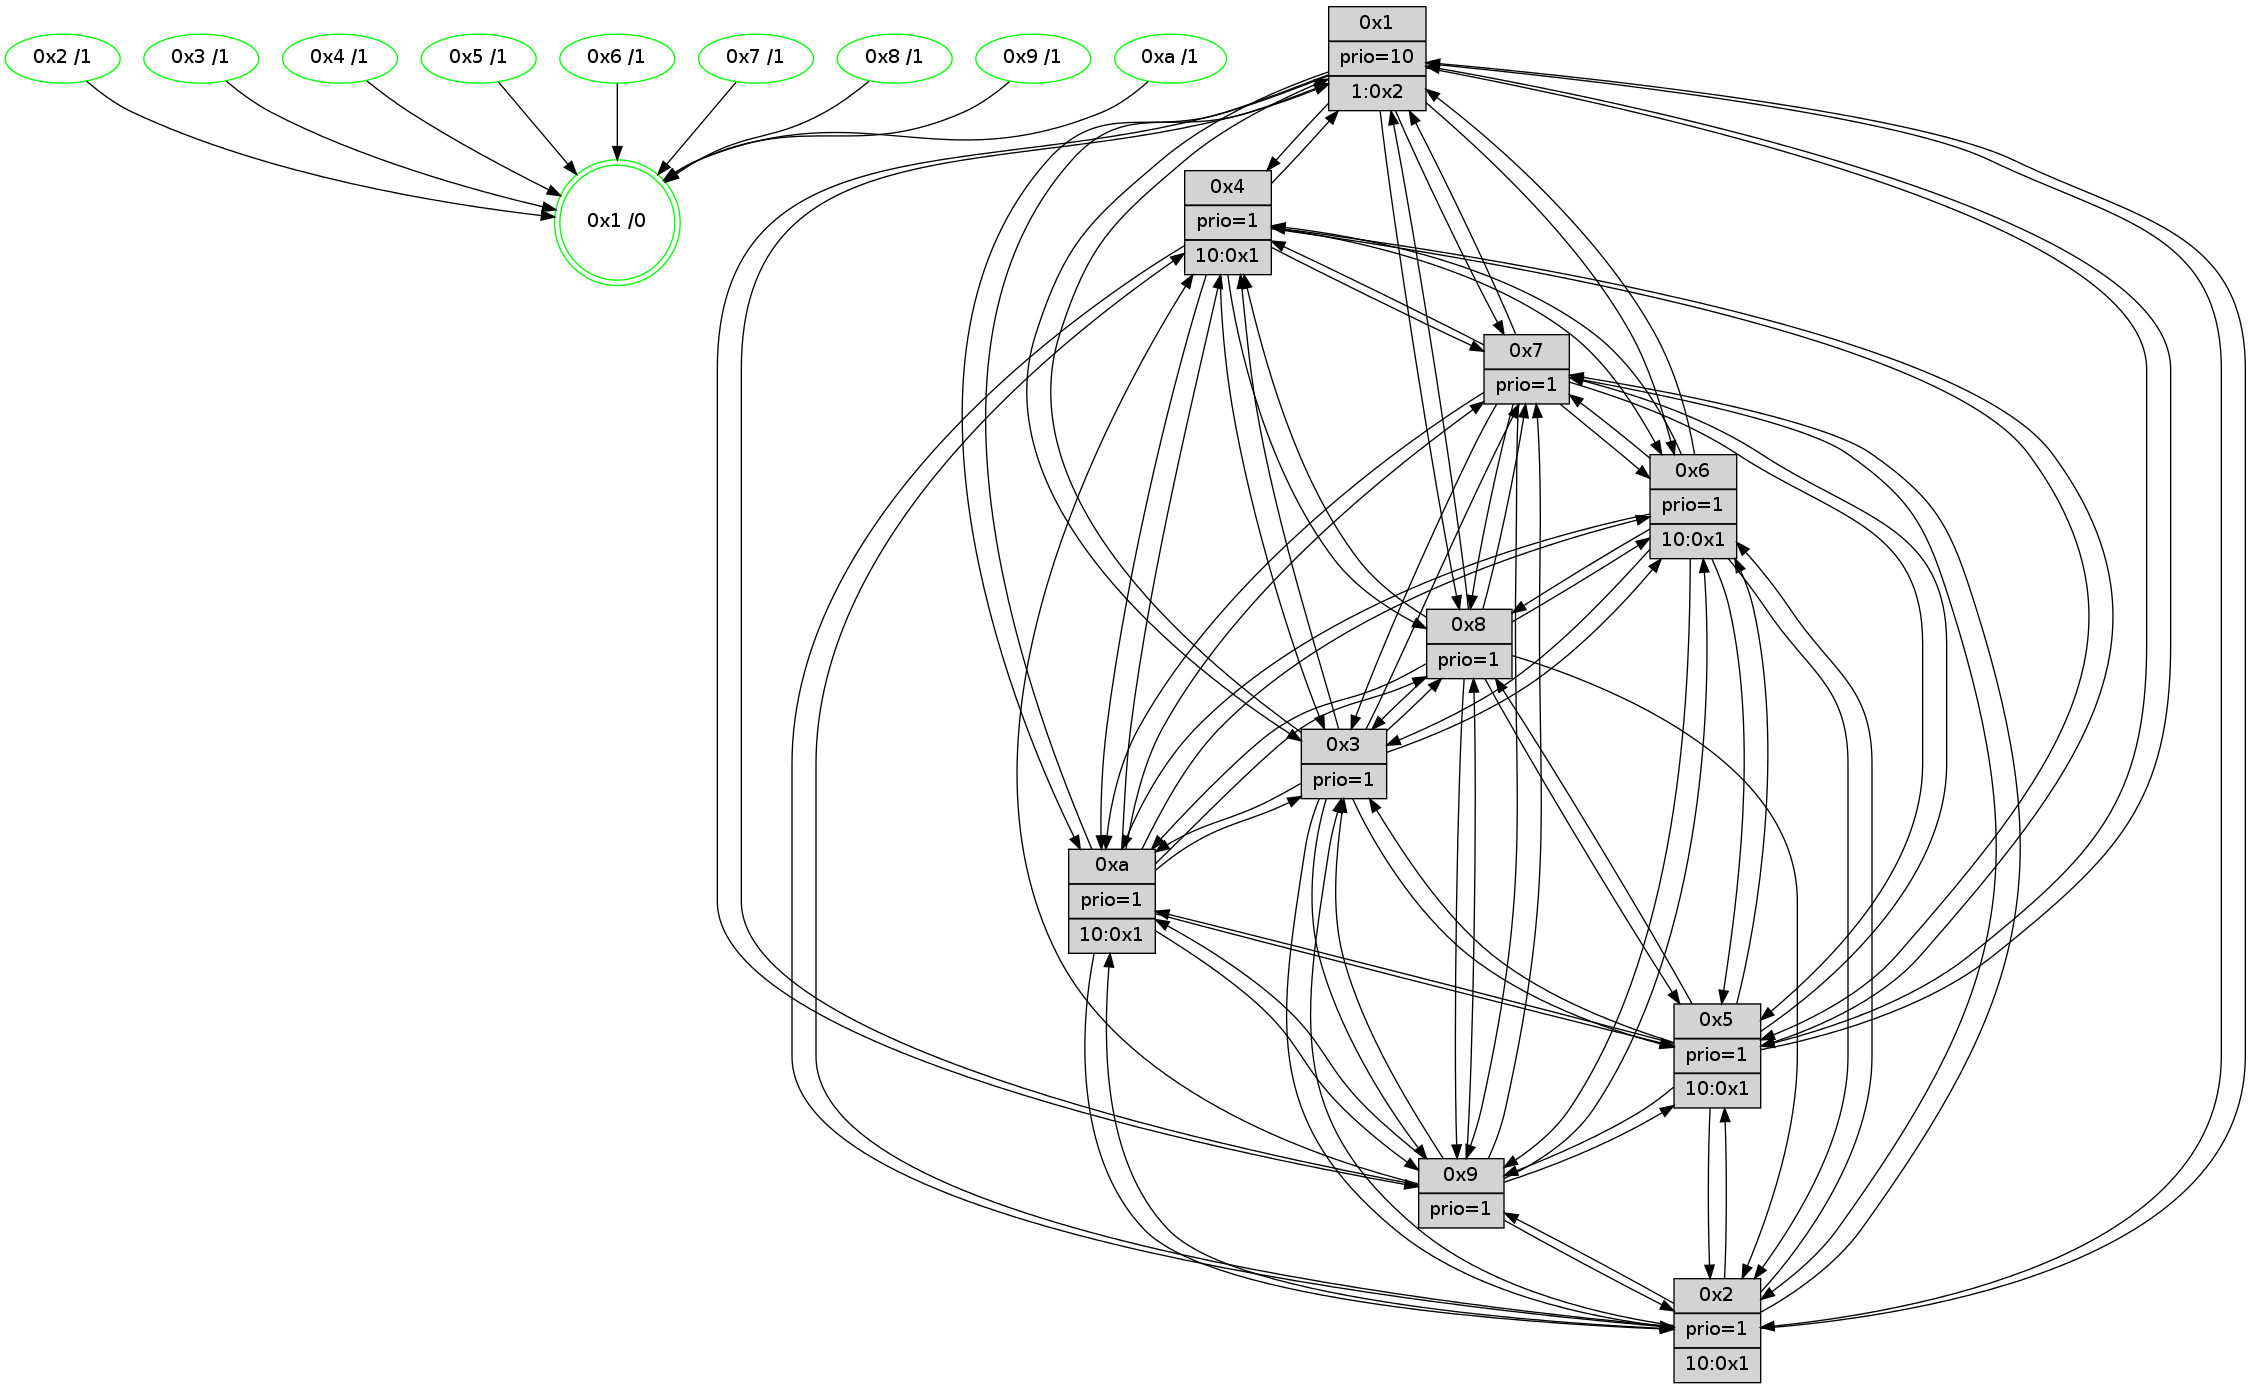 0x2 /1
0x3 /1
0x4 /1
0x5 /1
0x6 /1
0x7 /1
0x8 /1
0x9 /1
0xa /1
0x1 /0
0x1
prio=10
1:0x2
0x4
prio=1
10:0x1
0x7
prio=1
0x6
prio=1
10:0x1
0x8
prio=1
0x3
prio=1
0xa
prio=1
10:0x1
0x5
prio=1
10:0x1
0x9
prio=1
0x2
prio=1
10:0x1